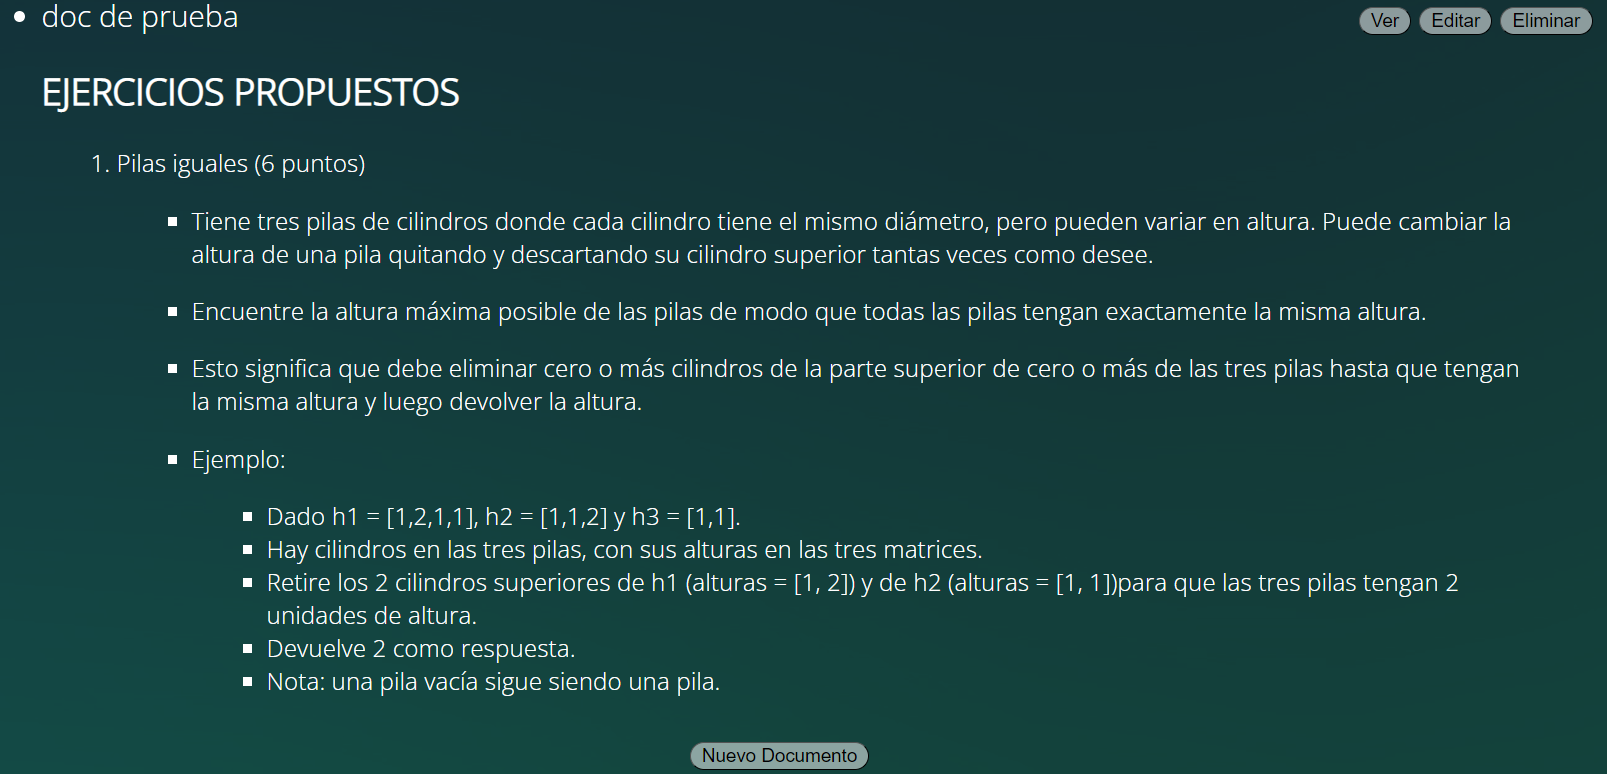 doc de prueba
Ver Editar Eliminar
EJERCICIOS PROPUESTOS
1. Pilas iguales (6 puntos)
Tiene tres pilas de cilindros donde cada cilindro tiene el mismo diámetro, pero pueden variar en altura. Puede cambiar la
altura de una pila quitando y descartando su cilindro superior tantas veces como desee.
Encuentre la altura máxima posible de las pilas de modo que todas las pilas tengan exactamente la misma altura.
Esto significa que debe eliminar cero o más cilindros de la parte superior de cero o más de las tres pilas hasta que tengan
la misma altura y luego devolver la altura.
Ejemplo:
Dado h1 = [1,2,1,1], h2 = [1,1,2] y h3 = [1,1].
Hay cilindros en las tres pilas, con sus alturas en las tres matrices.
Retire los 2 cilindros superiores de h1 (alturas = [1, 2]) y de h2 (alturas = [1, 1])para que las tres pilas tengan 2
unidades de altura.
Devuelve 2 como respuesta.
Nota: una pila vacía sigue siendo una pila.
Nuevo Documento